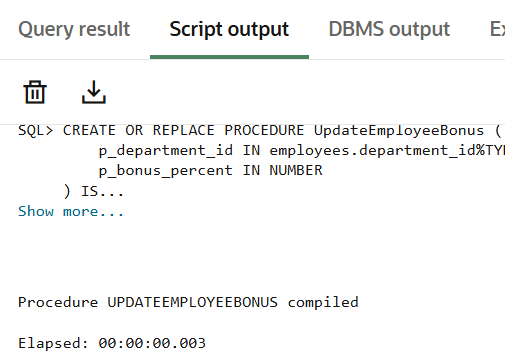 Query result Script output DBMS output
SQL> CREATE OR REPLACE PROCEDURE UpdateEmployeeBonus (
p_department_id IN employees.department_id%TY
p_bonus_percent IN NUMBER
) IS...
Show more...
Procedure UPDATEEMPLOYEEBONUS compiled
Elapsed: 00:00:00.003